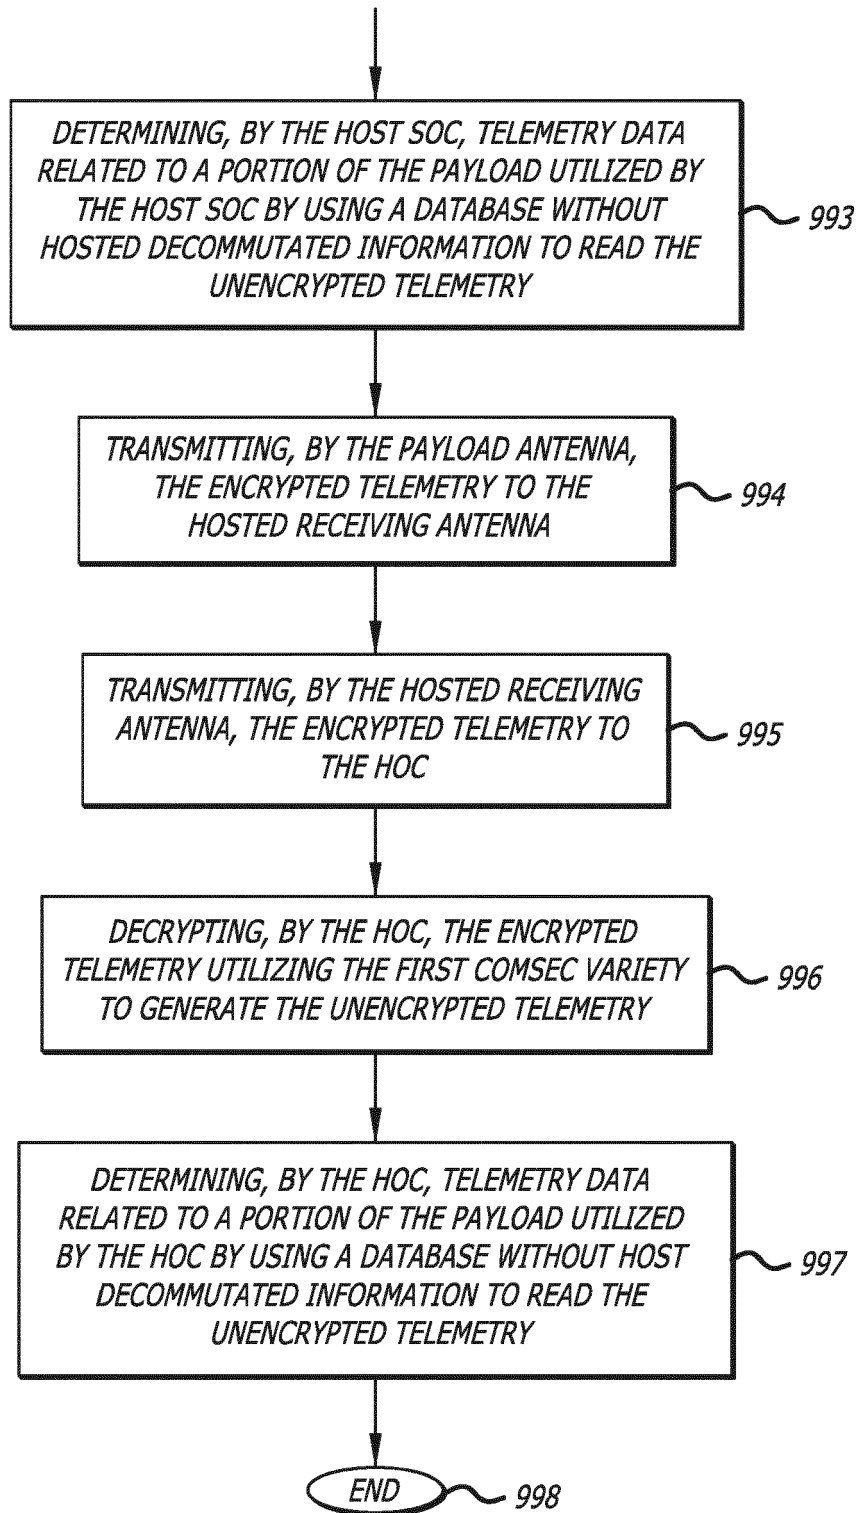 DETERMINING, BY THE HOST SOC, TELEMETRY DATA
RELATED TO A PORTION OF THE PAYLOAD UTILIZED BY
THE HOST SOC BY USING A DATABASE WITHOUT
HOSTED DECOMMUTATED INFORMATION TO READ THE
UNENCRYPTED TELEMETRY
993
TRANSMITTING, BY THE PAYLOAD ANTENNA,
THE ENCRYPTED TELEMETRY TO THE
HOSTED RECEIVING ANTENNA
994
TRANSMITTING, BY THE HOSTED RECEIVING
ANTENNA, THE ENCRYPTED TELEMETRY TO
THE HOC
995
DECRYPTING, BY THE HOC, THE ENCRYPTED
TELEMETRY UTILIZING THE FIRST COMSEC VARIETY
TO GENERATE THE UNENCRYPTED TELEMETRY
996
DETERMINING, BY THE HOC, TELEMETRY DATA
RELATED TO A PORTION OF THE PAYLOAD UTILIZED
BY THE HOC BY USING A DATABASE WITHOUT HOST
DECOMMUTATED INFORMATION TO READ THE
UNENCRYPTED TELEMETRY
997
END
998